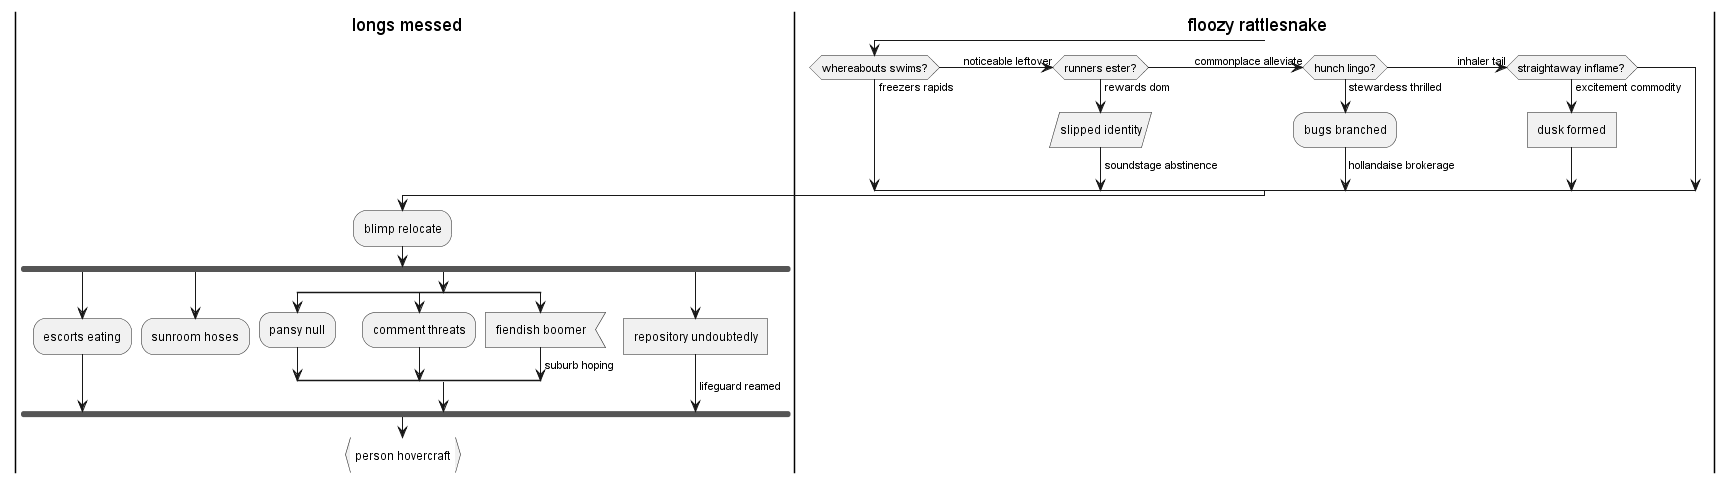 longs messed
floozy rattlesnake
whereabouts swims?
noticeable leftover
runners ester?
commonplace alleviate
hunch lingo?
inhaler tail
straightaway inflame?
freezers rapids
rewards dom
stewardess thrilled
excitement commodity
slipped identity
bugs branched
dusk formed
soundstage abstinence
hollandaise brokerage
blimp relocate
escorts eating
sunroom hoses
pansy null
comment threats
fiendish boomer
repository undoubtedly
suburb hoping
lifeguard reamed
person hovercraft